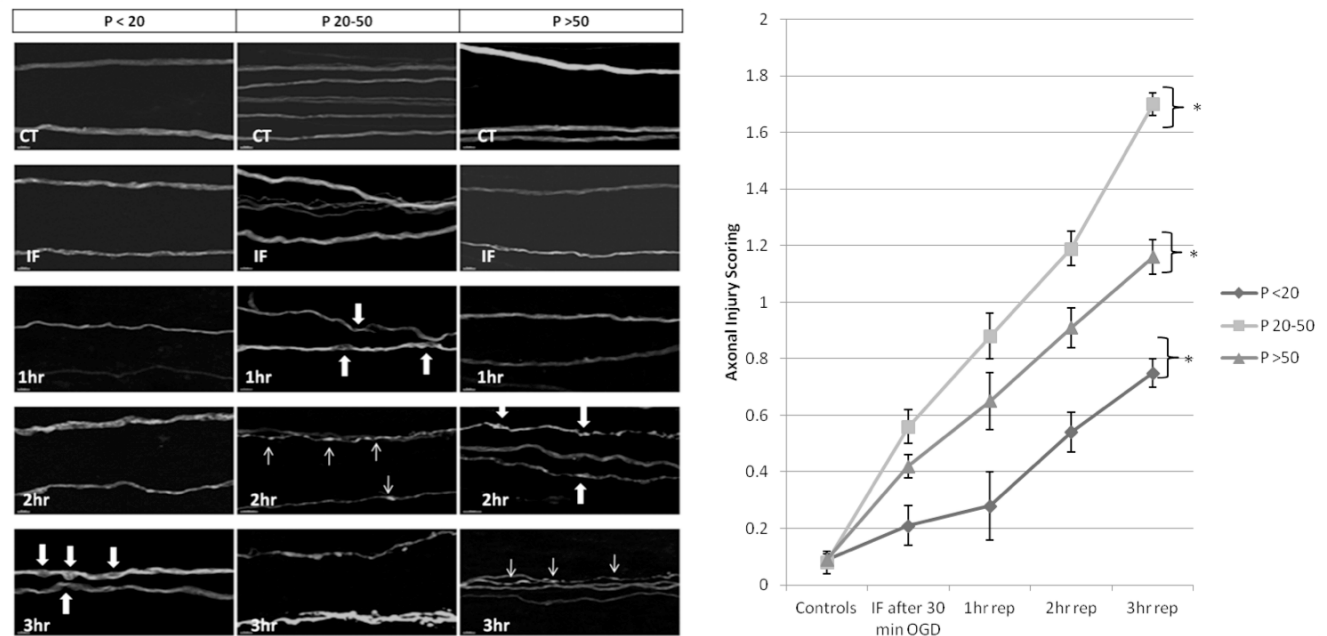 P < 20 P 20-50 P >50
CT CT CT
IF IF IF
1hr 1hr 1hr
2hr 2hr 2hr
3hr 3hr 3hr
Axonal Injury Scoring
2
1.8
1.6
1.4
1.2
1
0.8
0.6
0.4
0.2
0
*
*
*
Controls IF after 30 1hr rep 2hr rep 3hr rep
min OGD
P <20
P 20-50
P >50